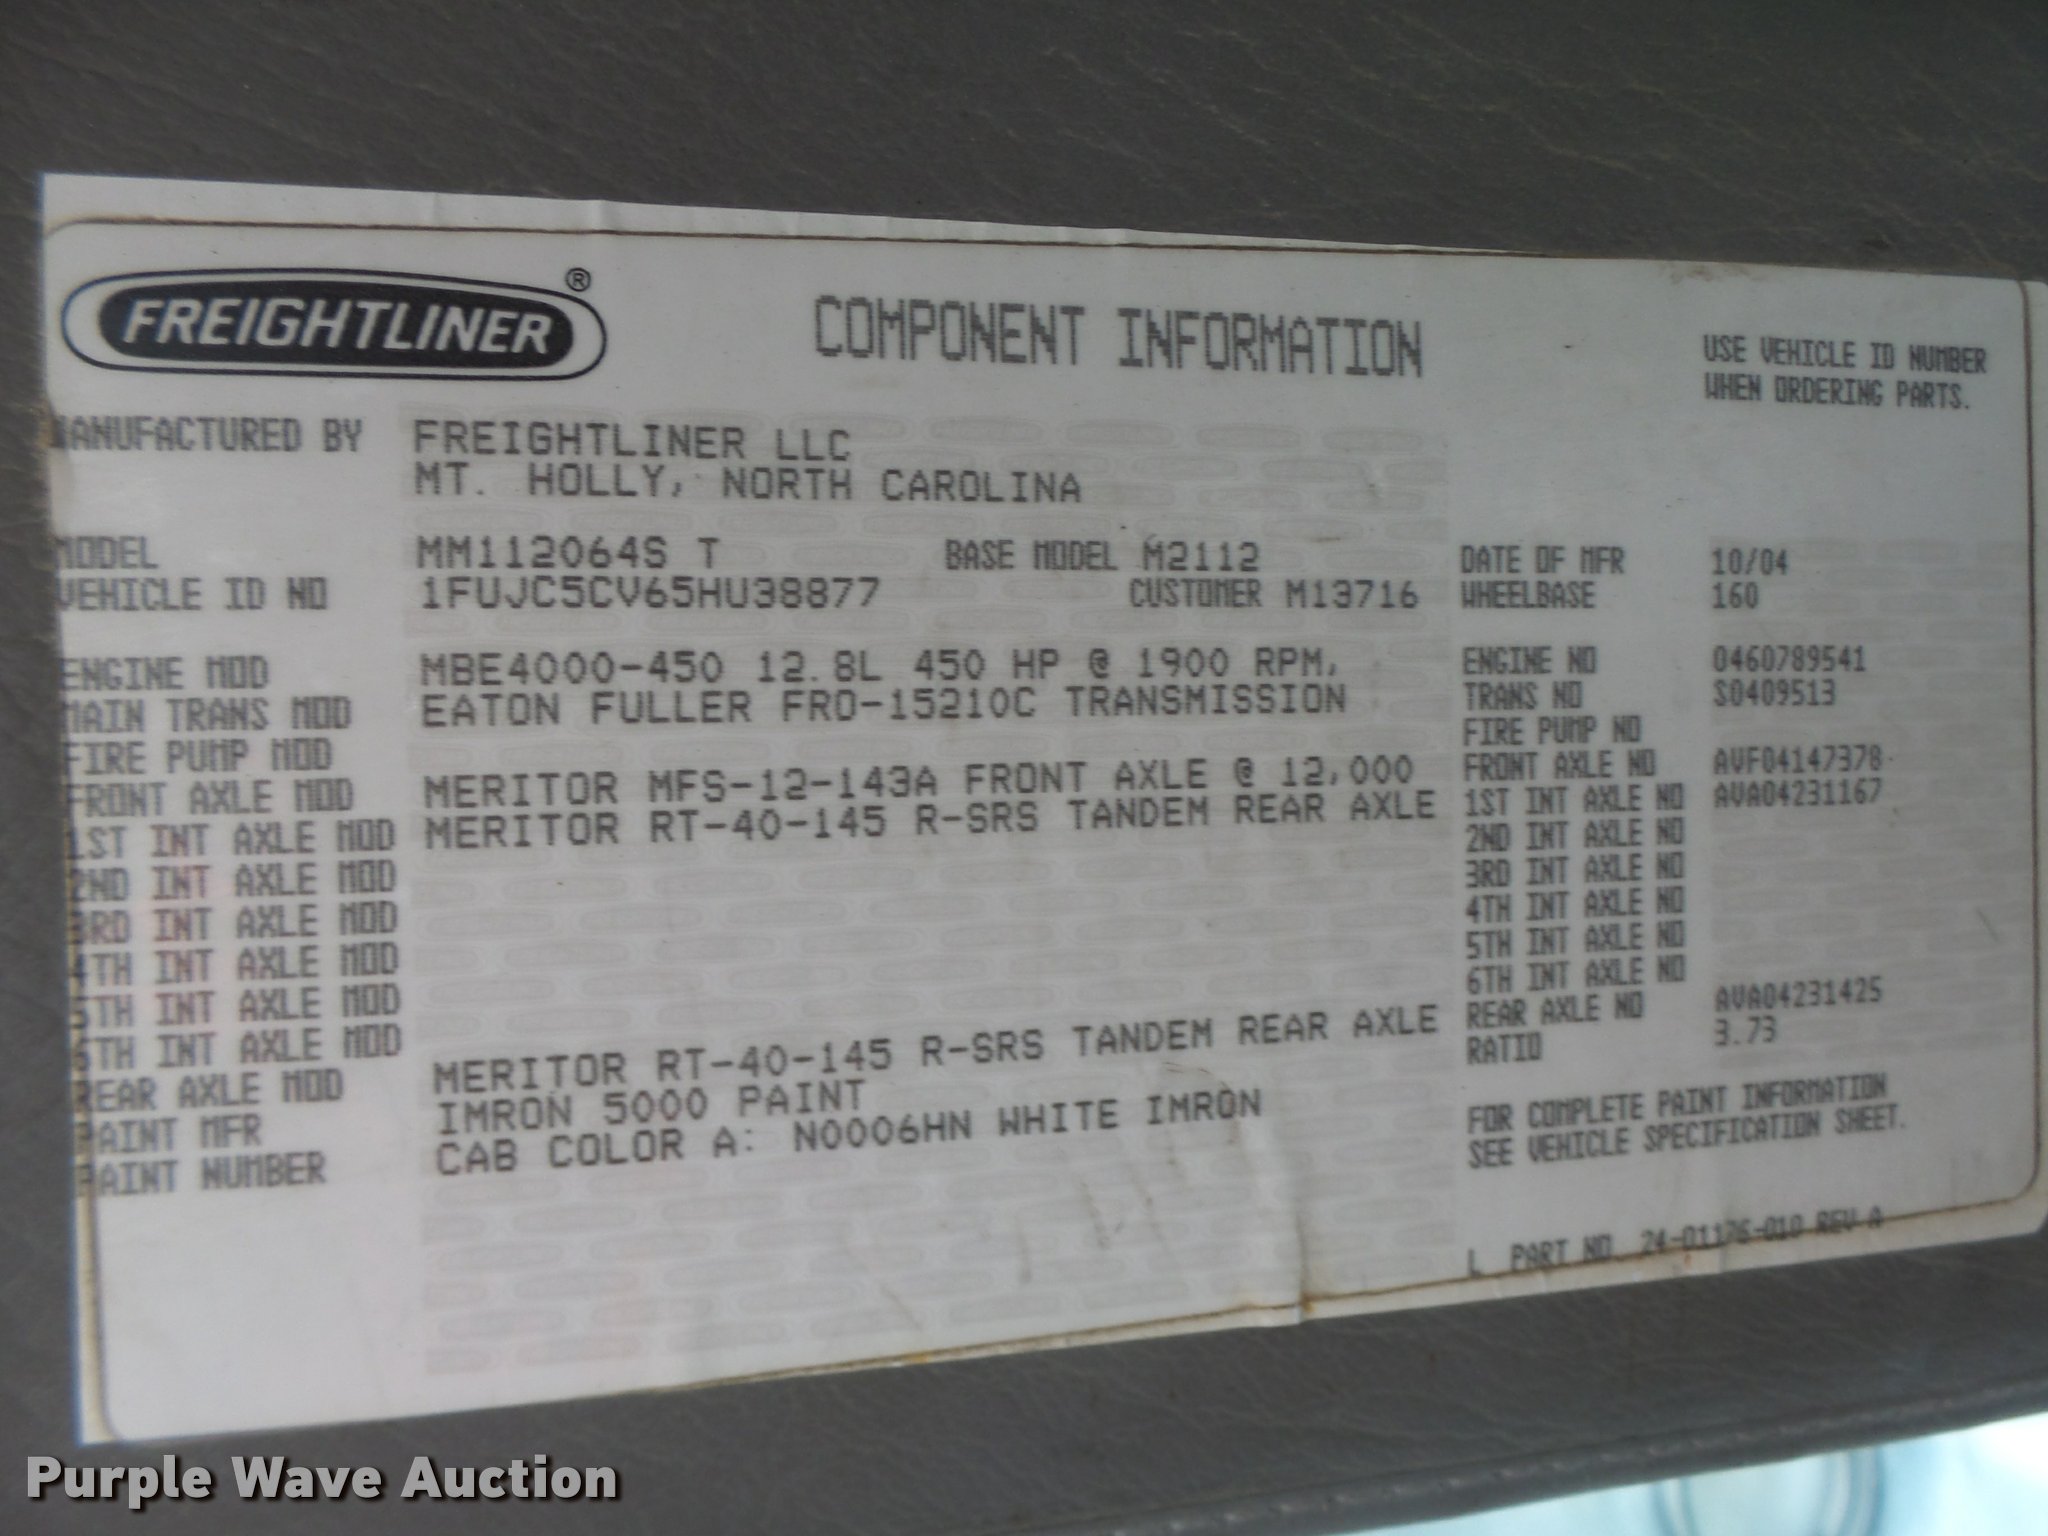 FREIGHTLINER ®
COMPONENT INFORMATION
USE VEHICLE ID NUMBER
WHEN ORDERING PARTS.
MANUFACTURED BY FREIGHTLINER LLC
MT. HOLLY, NORTH CAROLINA
MODEL MM112064S T BASE MODEL M2112 DATE OF MFR 10/04
VEHICLE ID NO 1FUJC5CV65HU38877 CUSTOMER M13716 WHEELBASE 160
ENGINE MOD MBE4000-450 12.8L 450 HP @ 1900 RPM, ENGINE NO 0460789541
MAIN TRANS MOD EATON FULLER FRO-15210C TRANSMISSION TRANS NO S0409513
FIRE PUMP MOD FIRE PUMP NO
FRONT AXLE MOD MERITOR MFS-12-143A FRONT AXLE @ 12,000 FRONT AXLE NO AVF04147378
1ST INT AXLE MOD MERITOR RT-40-145 R-SRS TANDEM REAR AXLE 1ST INT AXLE NO AVA04231167
2ND INT AXLE MOD 2ND INT AXLE NO
3RD INT AXLE MOD 3RD INT AXLE NO
4TH INT AXLE MOD 4TH INT AXLE NO
5TH INT AXLE MOD 5TH INT AXLE NO
6TH INT AXLE MOD 6TH INT AXLE NO
REAR AXLE MOD MERITOR RT-40-145 R-SRS TANDEM REAR AXLE REAR AXLE NO AVA04231425
RATIO 3.73
PAINT MFR IMRON 5000 PAINT
PAINT NUMBER CAB COLOR A: N0006HN WHITE IMRON
FOR COMPLETE PAINT INFORMATION
SEE VEHICLE SPECIFICATION SHEET.
L PART NO. 24-01176-010 REV A
Purple Wave Auction